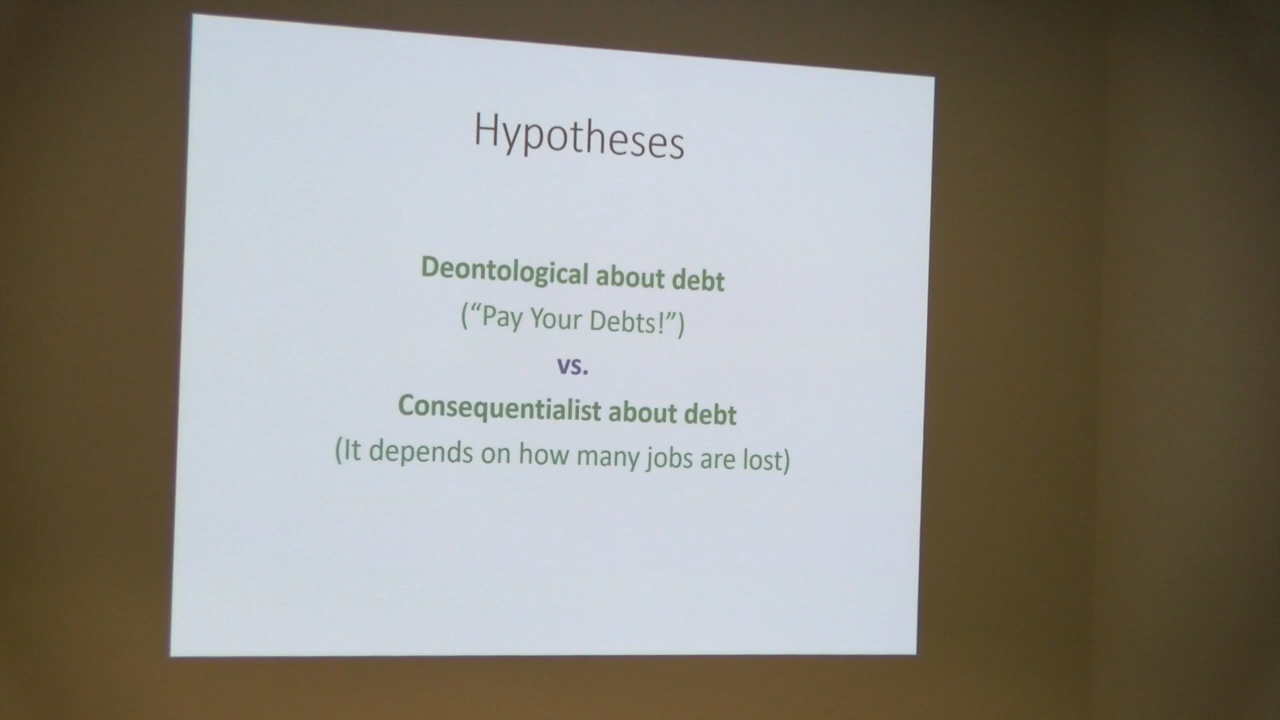 Hypotheses
Deontological about debt
(“Pay Your Debts!”)
vs.
Consequentialist about debt
(It depends on how many jobs are lost)